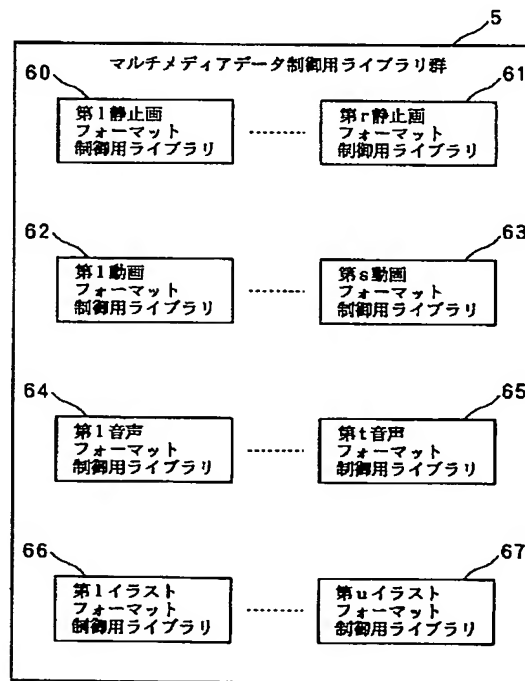 5
マルチメディアデータ制御用ライブラリ群
60
第1静止画
フォーマット
制御用ライブラリ
61
第r静止画
フォーマット
制御用ライブラリ
62
第1動画
フォーマット
制御用ライブラリ
63
第s動画
フォーマット
制御用ライブラリ
64
第1音声
フォーマット
制御用ライブラリ
65
第t音声
フォーマット
制御用ライブラリ
66
第1イラスト
フォーマット
制御用ライブラリ
67
第uイラスト
フォーマット
制御用ライブラリ